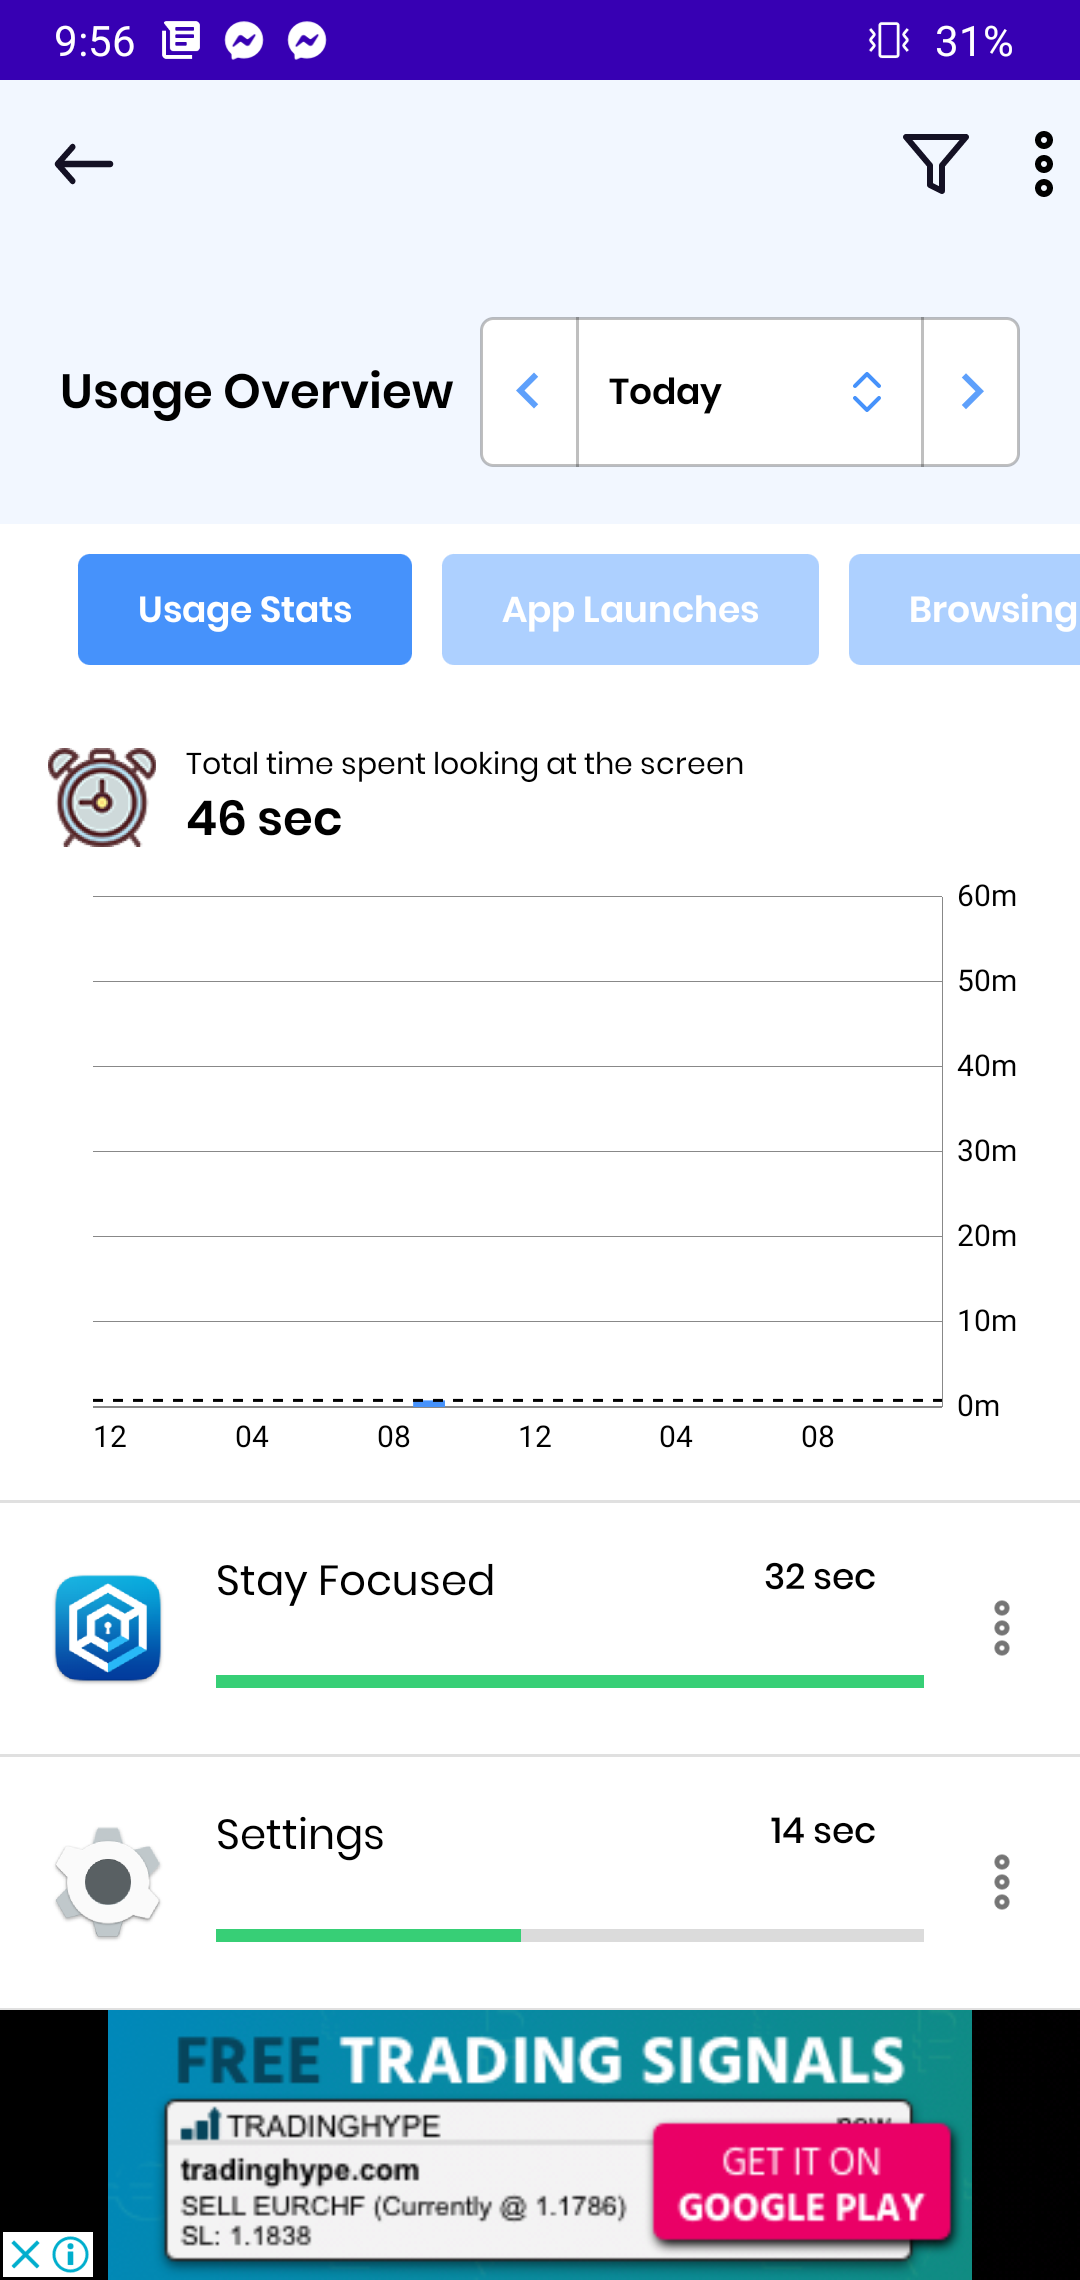 9:56
31%
Usage Overview
Today
Usage Stats
App Launches
Browsing
Total time spent looking at the screen
46 sec
60m
50m
40m
30m
20m
10m
0m
12 04 08 12 04 08
Stay Focused
32 sec
Settings
14 sec
FREE TRADING SIGNALS
TRADINGHYPE
now
tradinghype.com
SELL EURCHF (Currently @ 1.1786)
SL: 1.1838
GET IT ON
GOOGLE PLAY